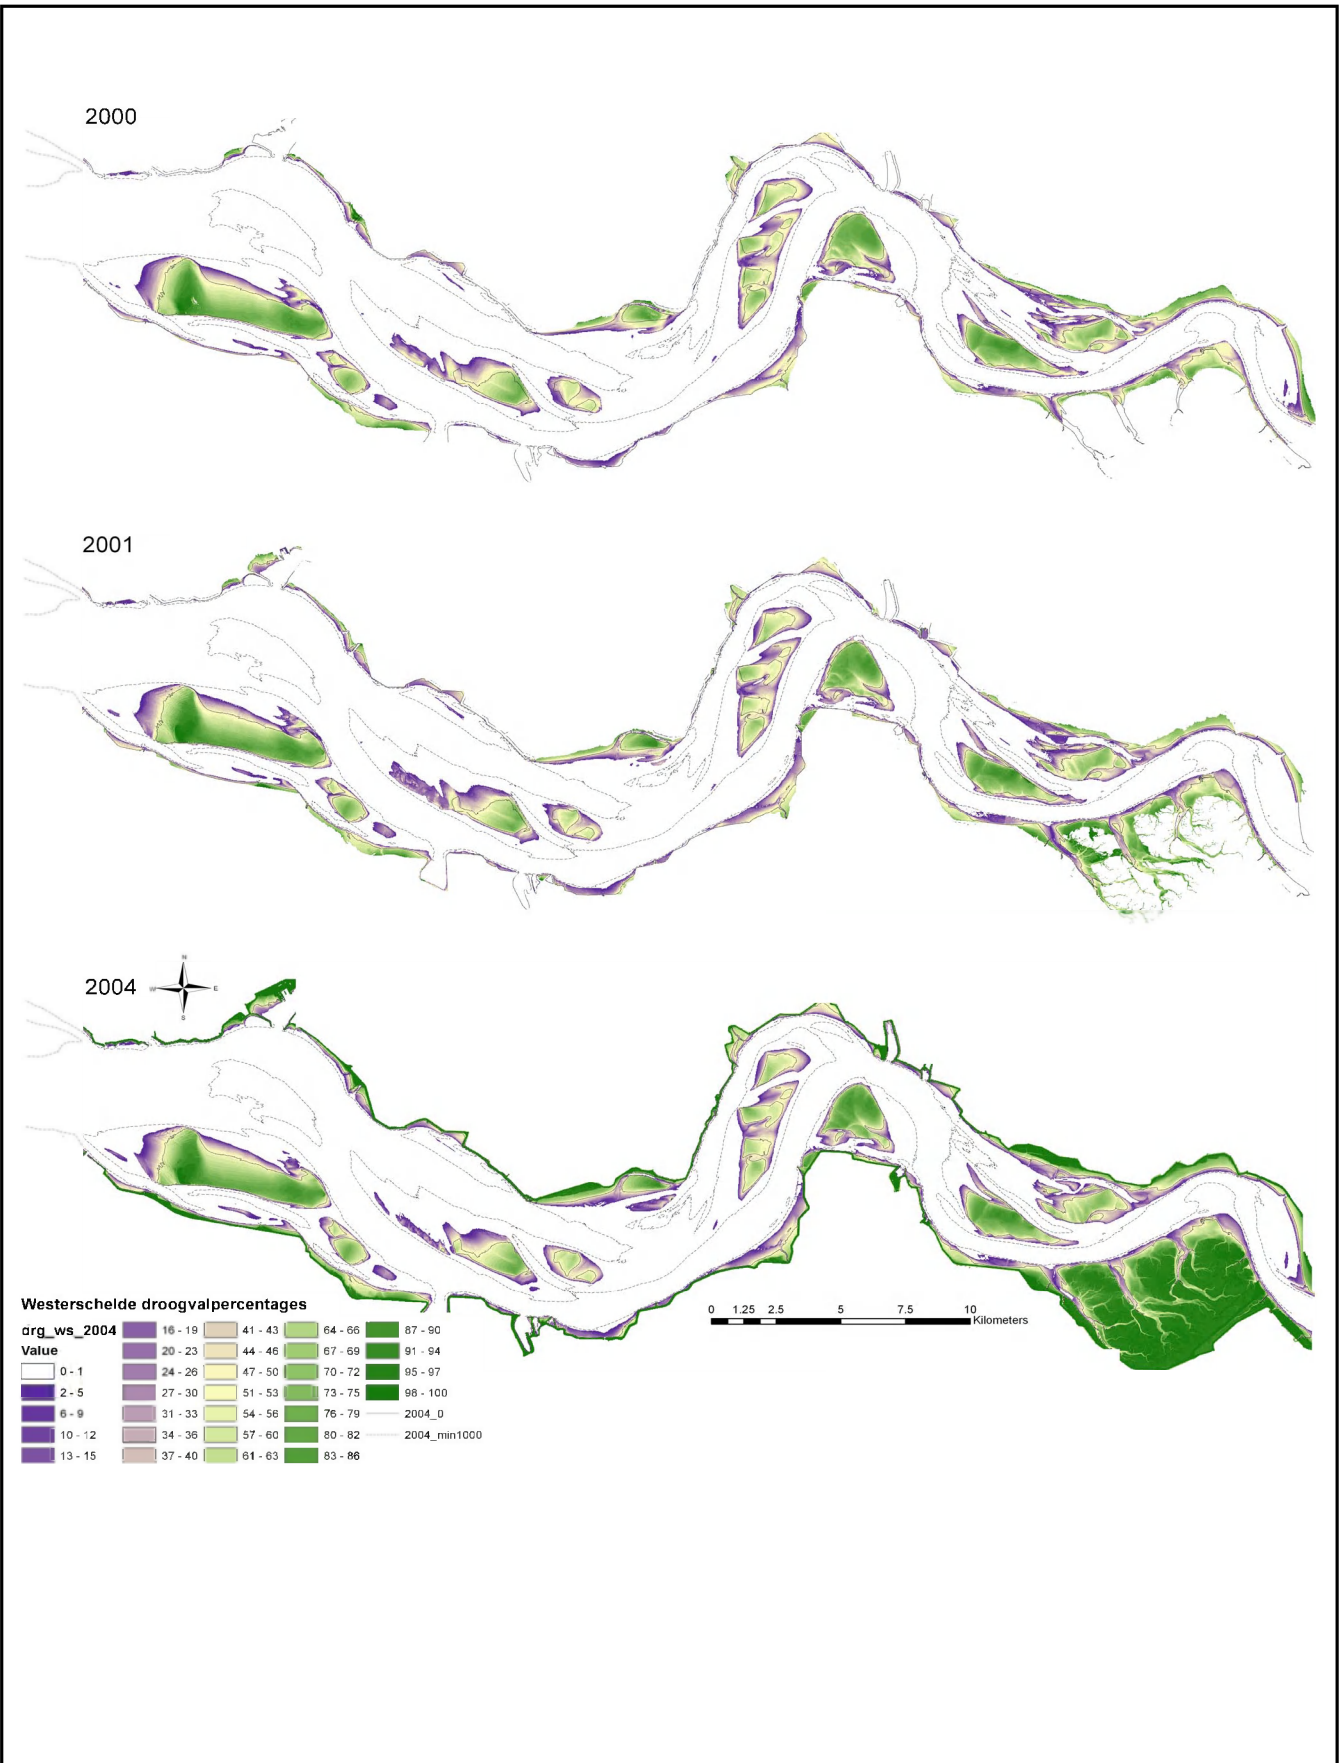 2000
2001
2004
N
W
E
S
Westerschelde droogvalpercentages
drg_ws_2004
Value
0 - 1
2 - 5
6 - 9
10 - 12
13 - 15
16 - 19
20 - 23
24 - 26
27 - 30
31 - 33
34 - 36
37 - 40
41 - 43
44 - 46
47 - 50
51 - 53
54 - 56
57 - 60
61 - 63
64 - 66
67 - 69
70 - 72
73 - 75
76 - 79
80 - 82
83 - 86
87 - 90
91 - 94
95 - 97
98 - 100
2004_0
2004_min1000
0 1.25 2.5 5 7.5 10
Kilometers